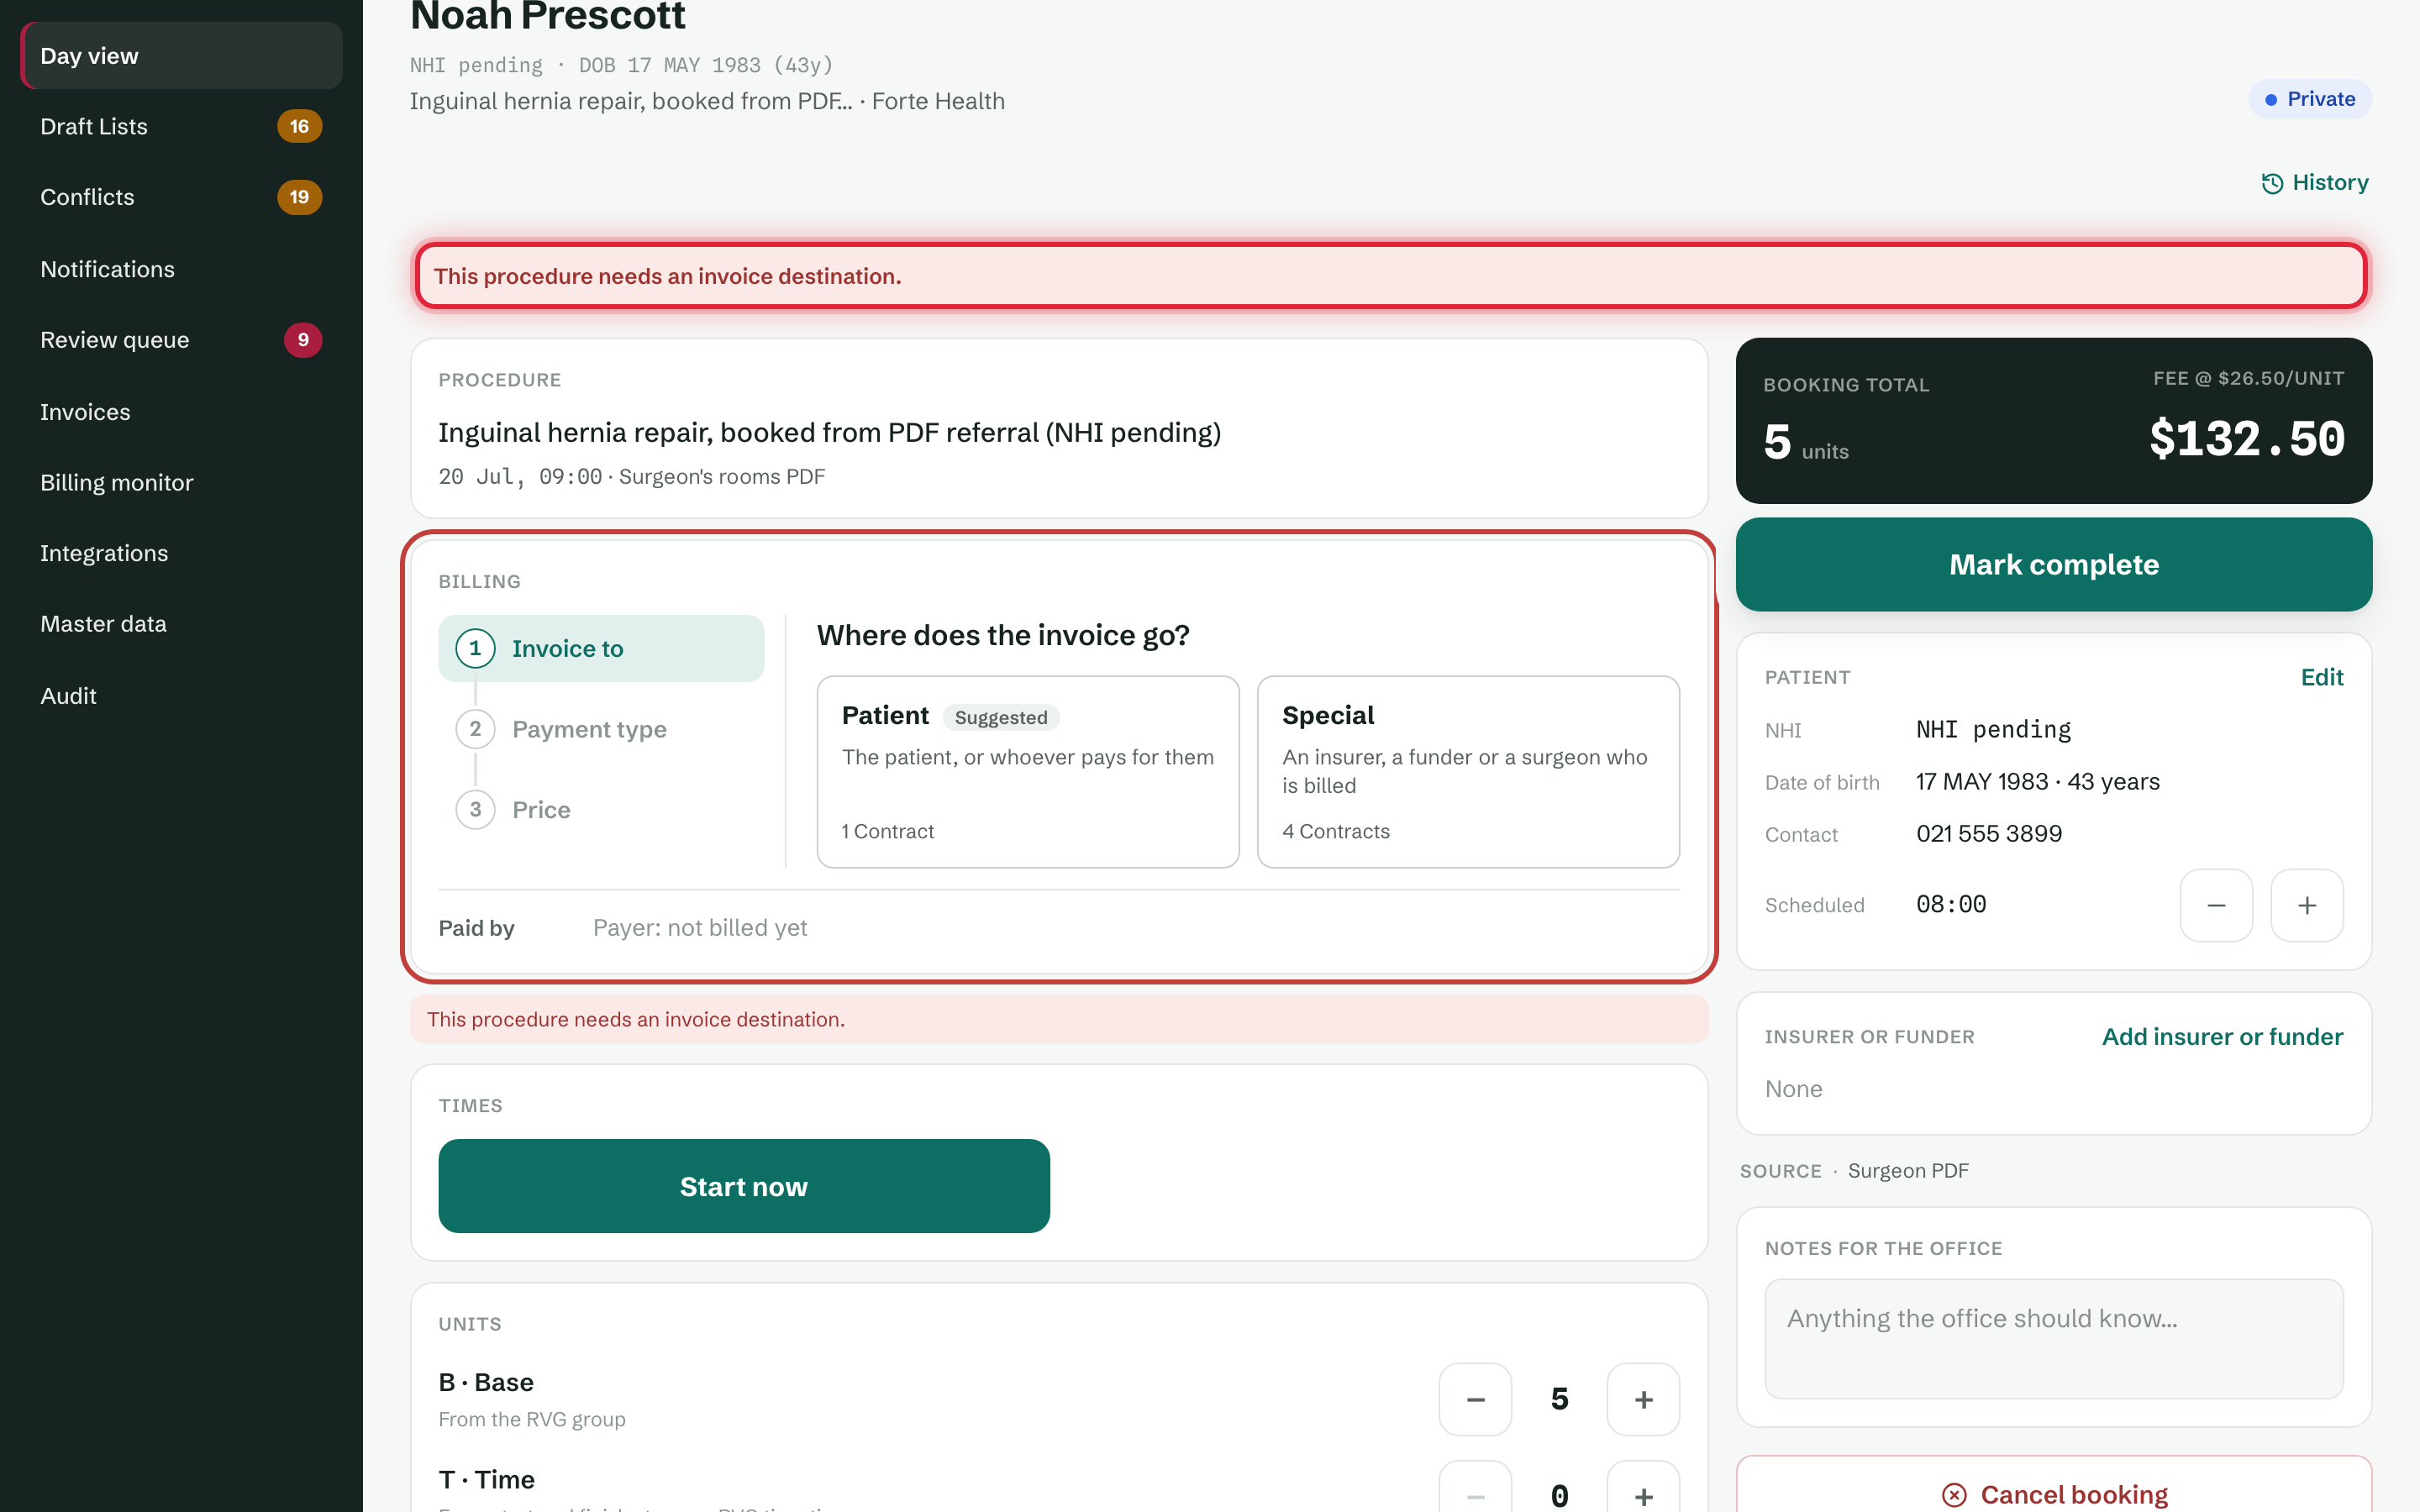 Day view
Draft Lists 16
Conflicts 19
Notifications
Review queue 9
Invoices
Billing monitor
Integrations
Master data
Audit
Noah Prescott
NHI pending · DOB 17 MAY 1983 (43y)
Inguinal hernia repair, booked from PDF... · Forte Health
Private
History
This procedure needs an invoice destination.
PROCEDURE
Inguinal hernia repair, booked from PDF referral (NHI pending)
20 Jul, 09:00 · Surgeon's rooms PDF
BILLING
1 Invoice to
2 Payment type
3 Price
Where does the invoice go?
Patient Suggested
The patient, or whoever pays for them
1 Contract
Special
An insurer, a funder or a surgeon who
is billed
4 Contracts
Paid by Payer: not billed yet
This procedure needs an invoice destination.
TIMES
Start now
UNITS
B · Base
From the RVG group
− 5 +
T · Time
− 0 +
BOOKING TOTAL
5 units
FEE @ $26.50/UNIT
$132.50
Mark complete
PATIENT Edit
NHI NHI pending
Date of birth 17 MAY 1983 · 43 years
Contact 021 555 3899
Scheduled 08:00 − +
INSURER OR FUNDER Add insurer or funder
None
SOURCE · Surgeon PDF
NOTES FOR THE OFFICE
Anything the office should know...
Cancel booking